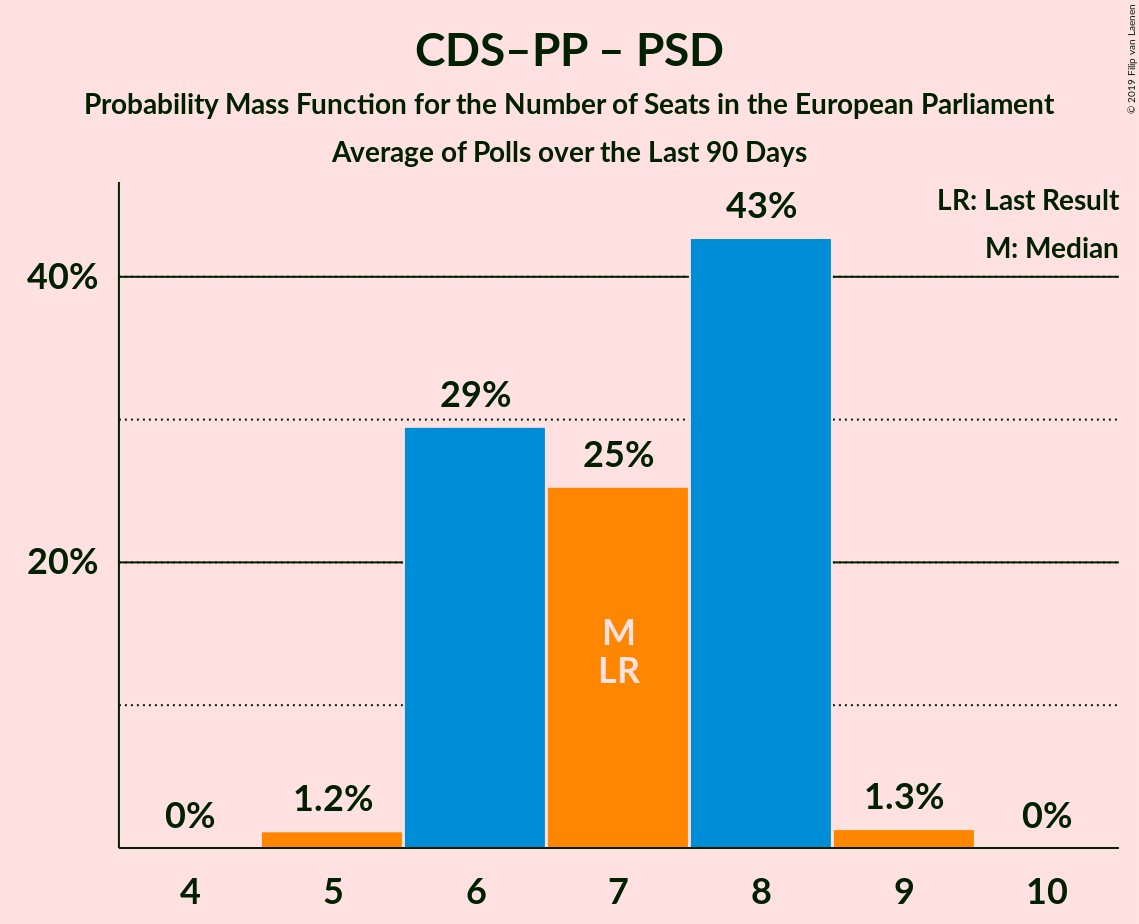 CDS–PP – PSD
Probability Mass Function for the Number of Seats in the European Parliament
Average of Polls over the Last 90 Days
© 2019 Filip van Laenen
LR: Last Result
M: Median
43%
40%
29%
25%
20%
M
LR
0%
1.2%
1.3%
0%
4
5
6
7
8
9
10